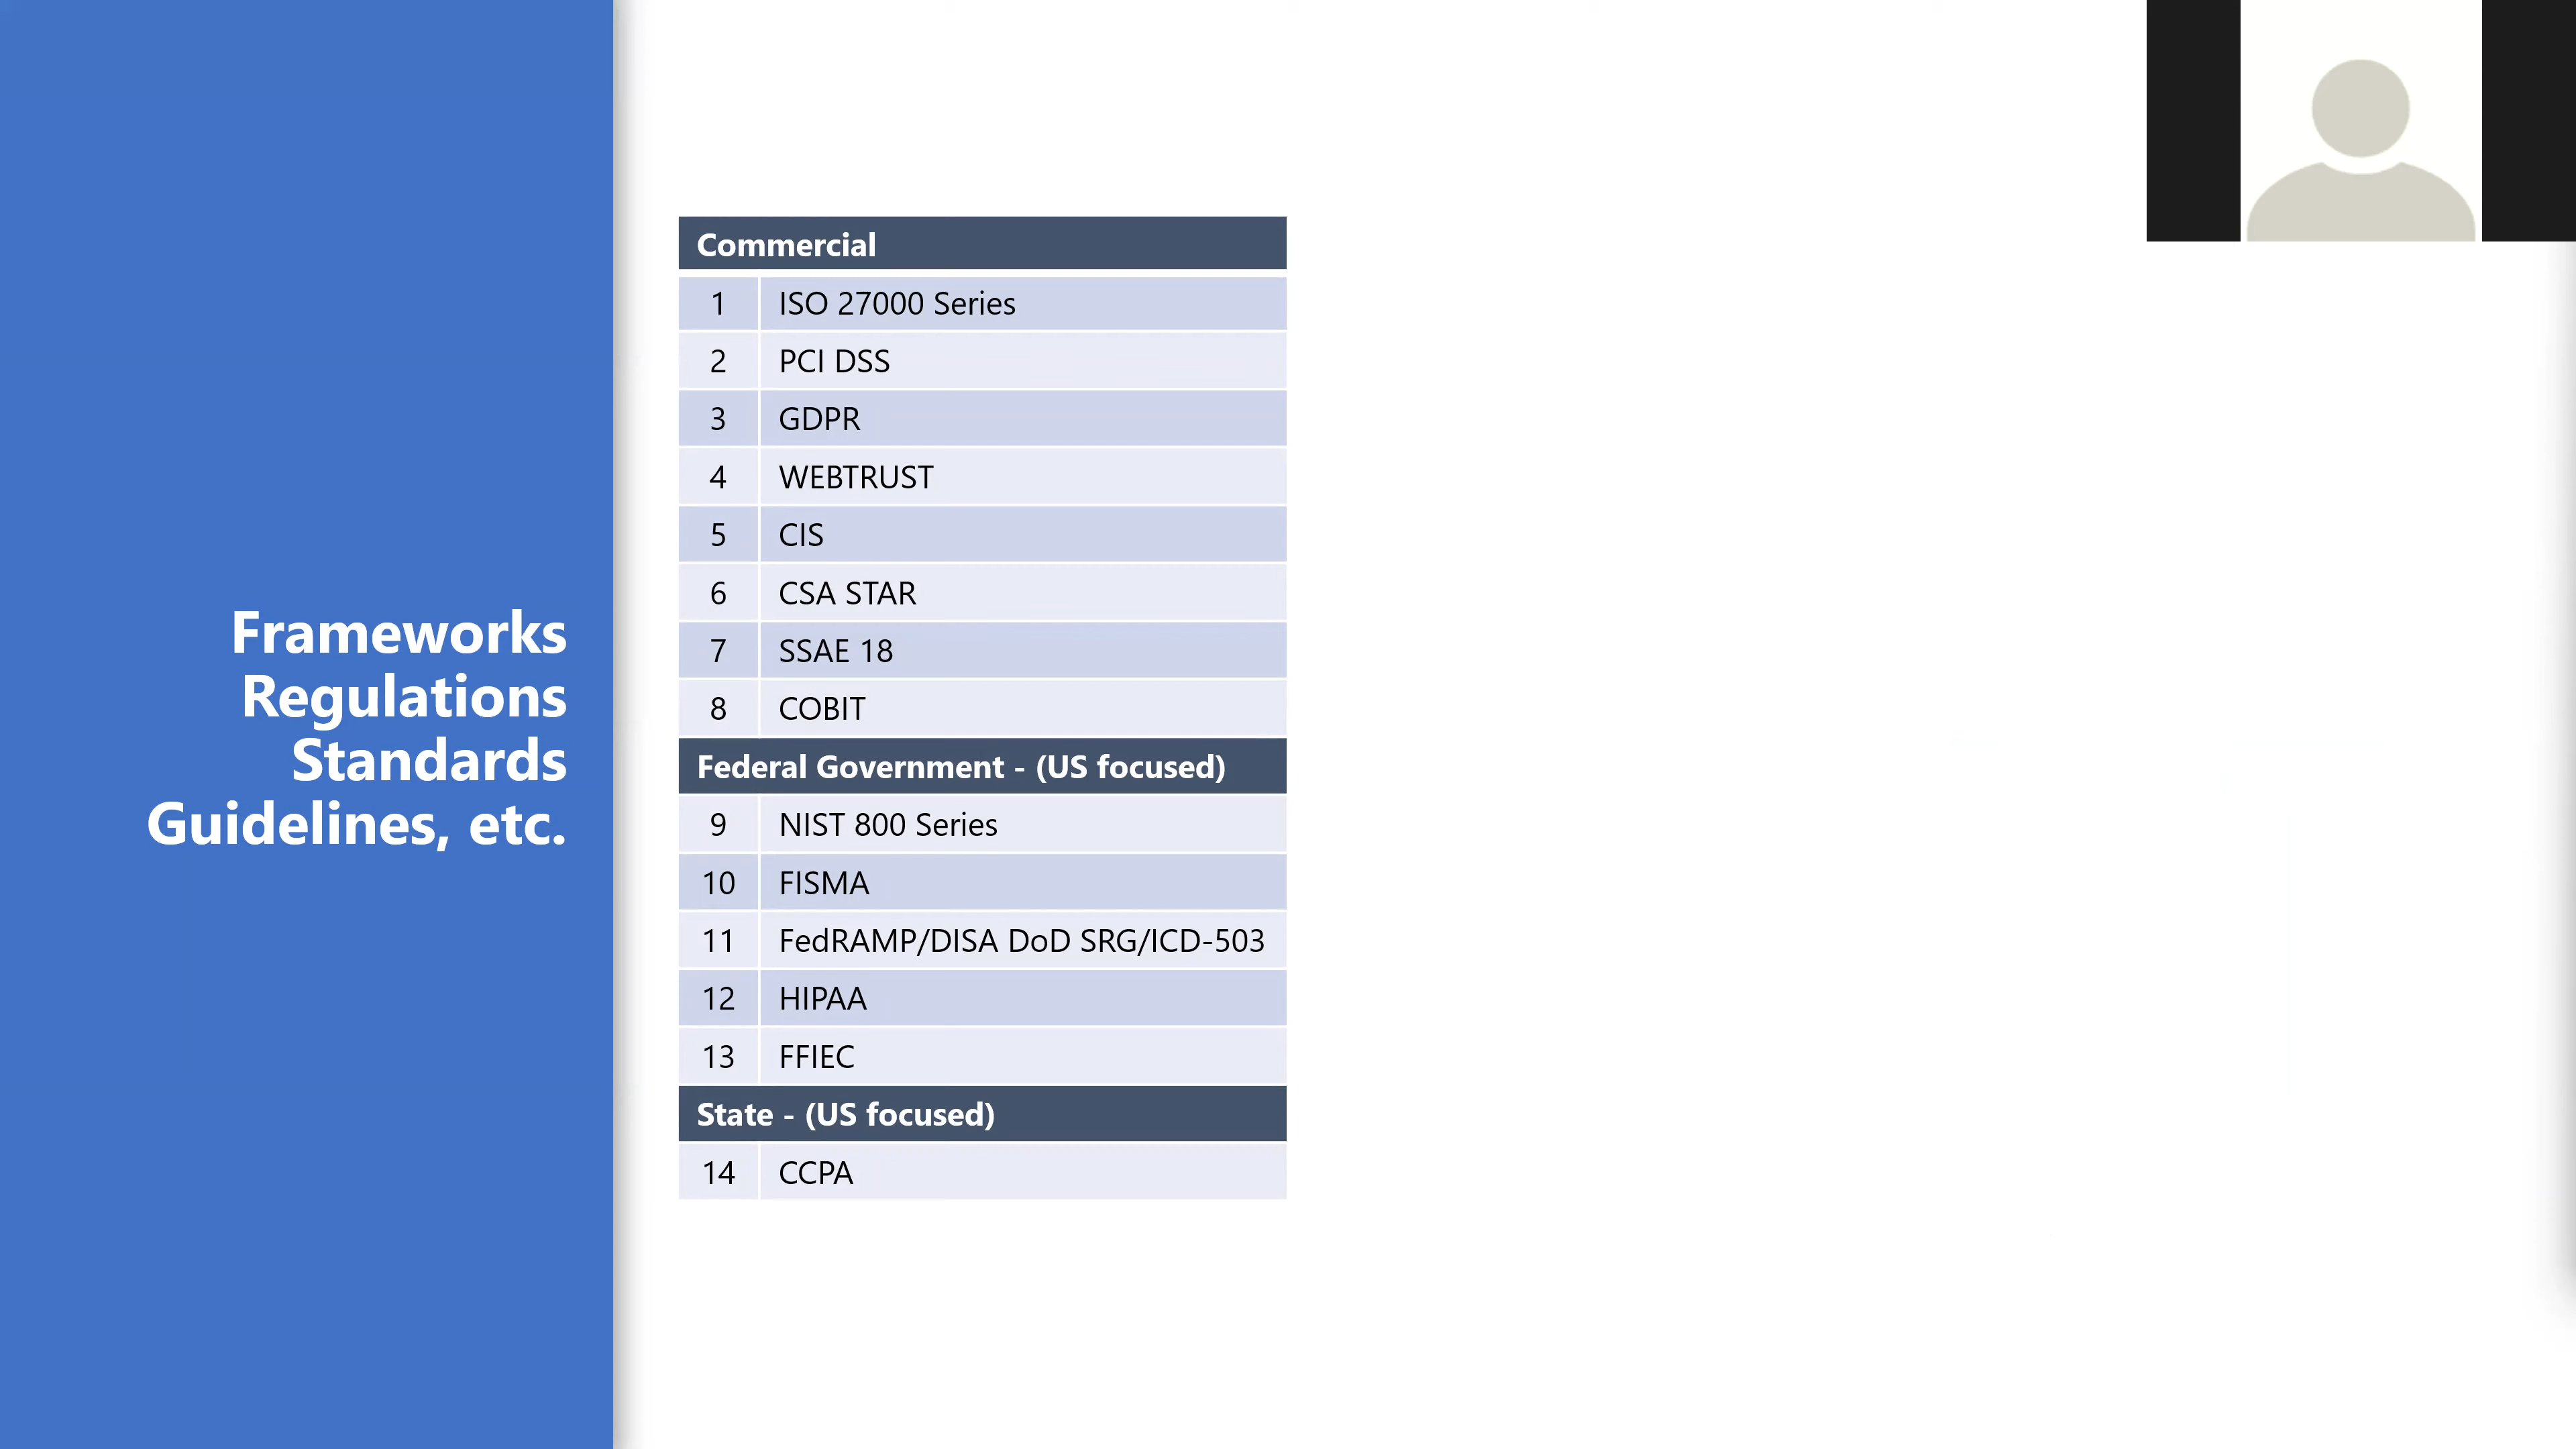 Frameworks
Regulations
Standards
Guidelines, etc.
Commercial
1 ISO 27000 Series
2 PCI DSS
3 GDPR
4 WEBTRUST
5 CIS
6 CSA STAR
7 SSAE 18
8 COBIT
Federal Government - (US focused)
9 NIST 800 Series
10 FISMA
11 FedRAMP/DISA DoD SRG/ICD-503
12 HIPAA
13 FFIEC
State - (US focused)
14 CCPA